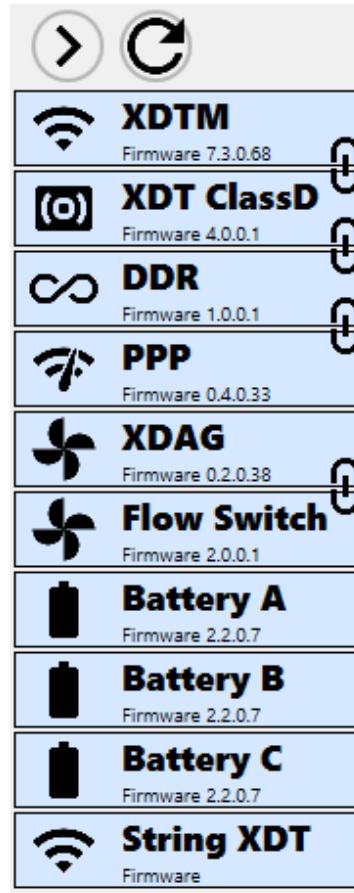 XDTM
Firmware 7.3.0.68
XDT ClassD
Firmware 4.0.0.1
DDR
Firmware 1.0.0.1
PPP
Firmware 0.4.0.33
XDAG
Firmware 0.2.0.38
Flow Switch
Firmware 2.0.0.1
Battery A
Firmware 2.2.0.7
Battery B
Firmware 2.2.0.7
Battery C
Firmware 2.2.0.7
String XDT
Firmware